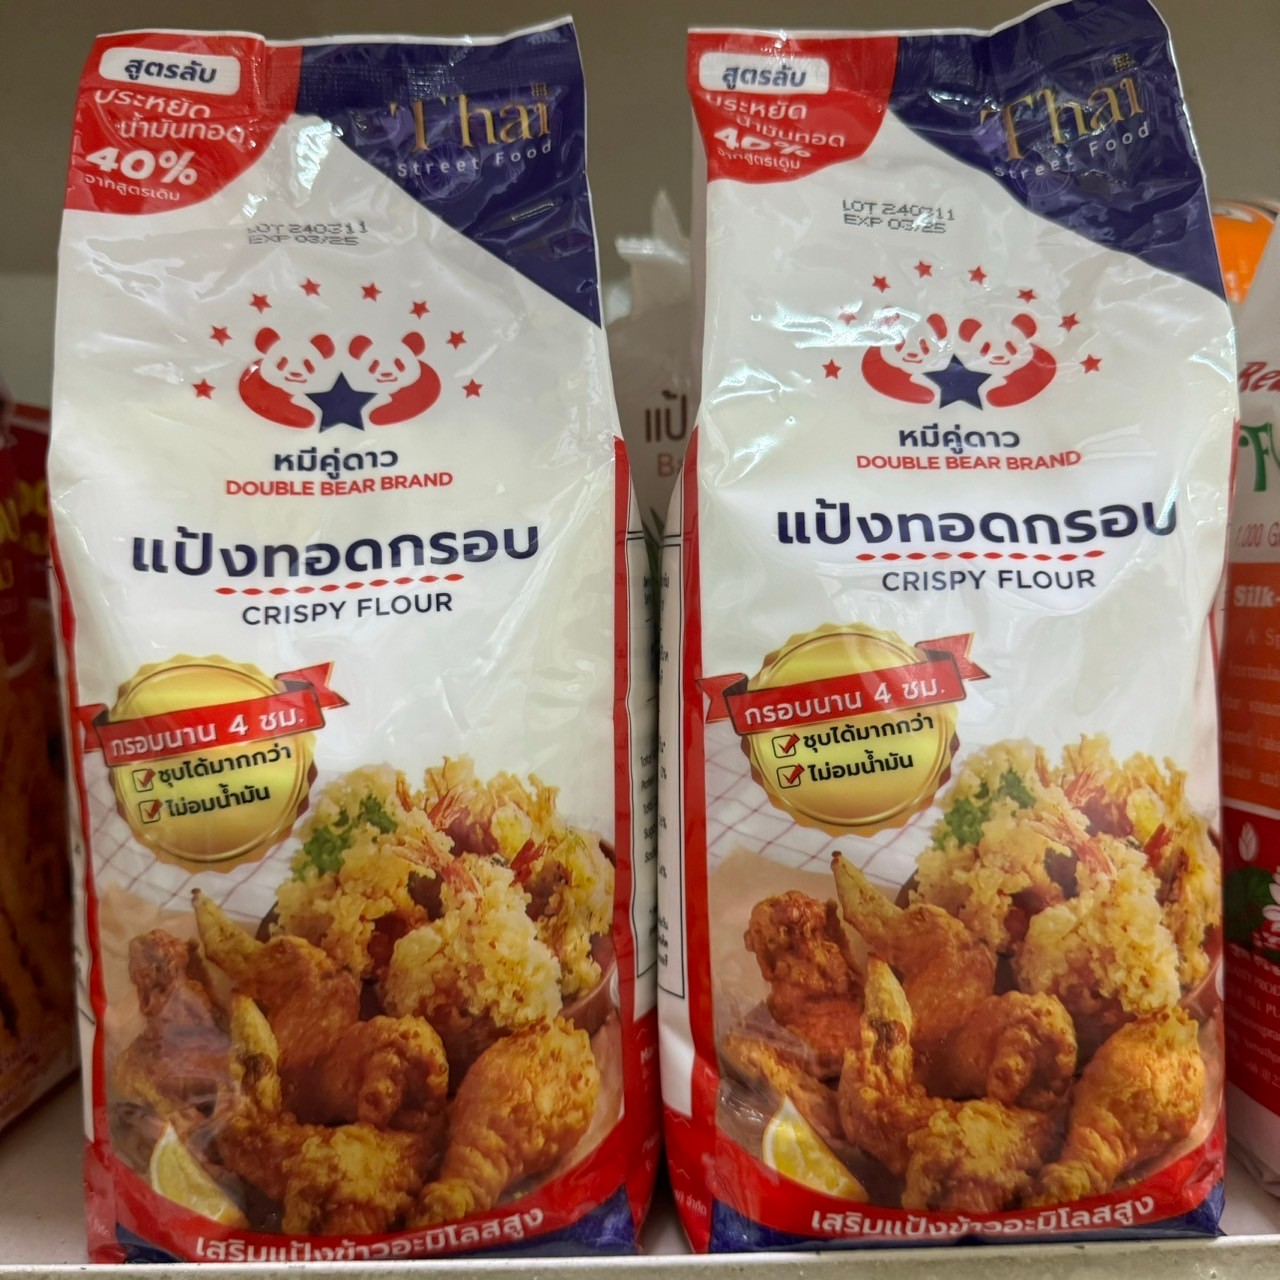 สูตรลับ
ประหยัด
น้ำมันทอด
40%
จากสูตรเดิม
Thai
Street Food
LOT 240311
EXP 03/25
หมีคู่ดาว
DOUBLE BEAR BRAND
แป้งทอดกรอบ
CRISPY FLOUR
กรอบนาน 4 ชม.
ชุบได้มากกว่า
ไม่อมน้ำมัน
เสริมแป้งข้าวอะมิโลสสูง
สูตรลับ
ประหยัด
น้ำมันทอด
40%
จากสูตรเดิม
Thai
Street Food
LOT 240311
EXP 03/25
หมีคู่ดาว
DOUBLE BEAR BRAND
แป้งทอดกรอบ
CRISPY FLOUR
กรอบนาน 4 ชม.
ชุบได้มากกว่า
ไม่อมน้ำมัน
เสริมแป้งข้าวอะมิโลสสูง
แป้